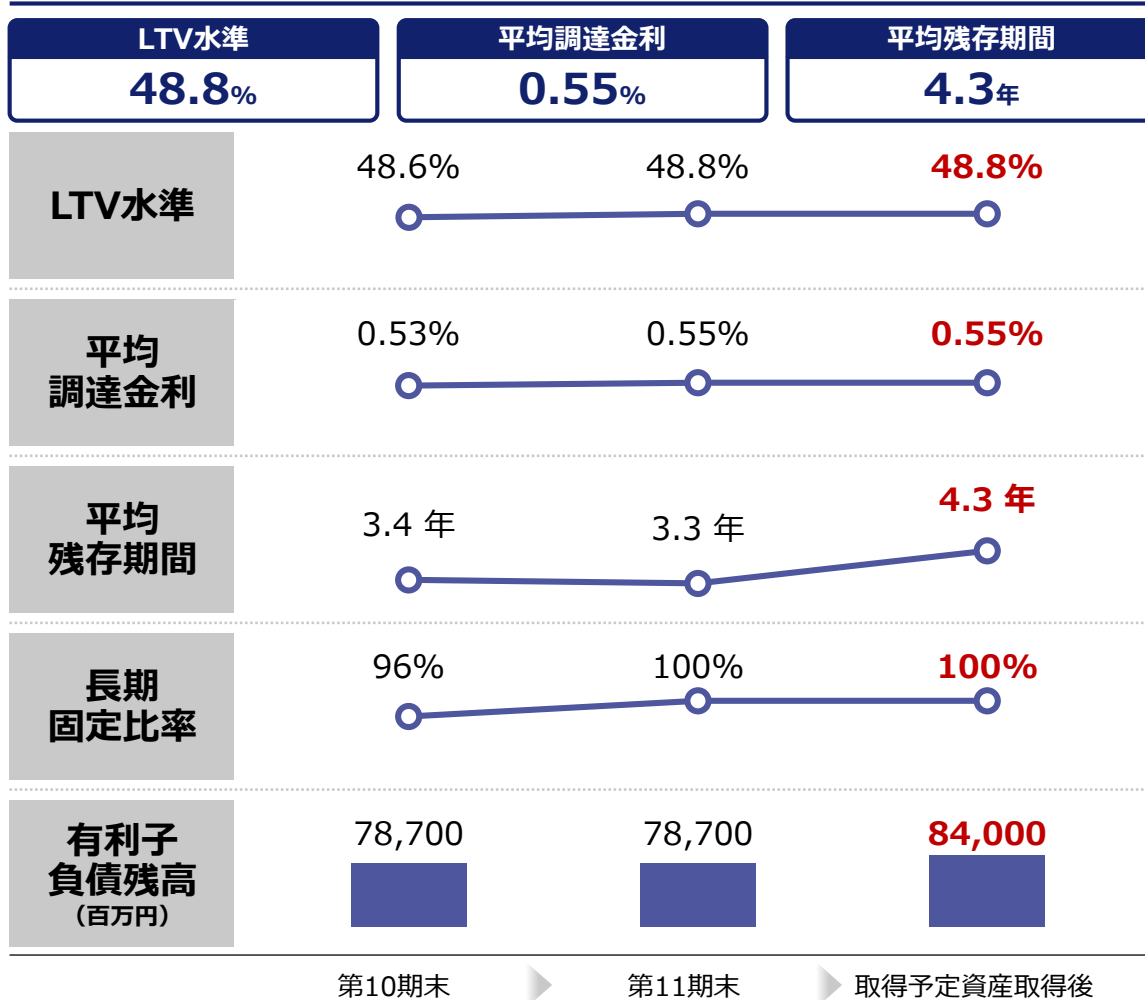 LTV水準
48.8%
平均調達金利
0.55%
平均残存期間
4.3年
LTV水準
48.6%
48.8%
48.8%
平均
調達金利
0.53%
0.55%
0.55%
平均
残存期間
3.4 年
3.3 年
4.3 年
長期
固定比率
96%
100%
100%
有利子
負債残高
（百万円）
78,700
78,700
84,000
第10期末
第11期末
取得予定資産取得後